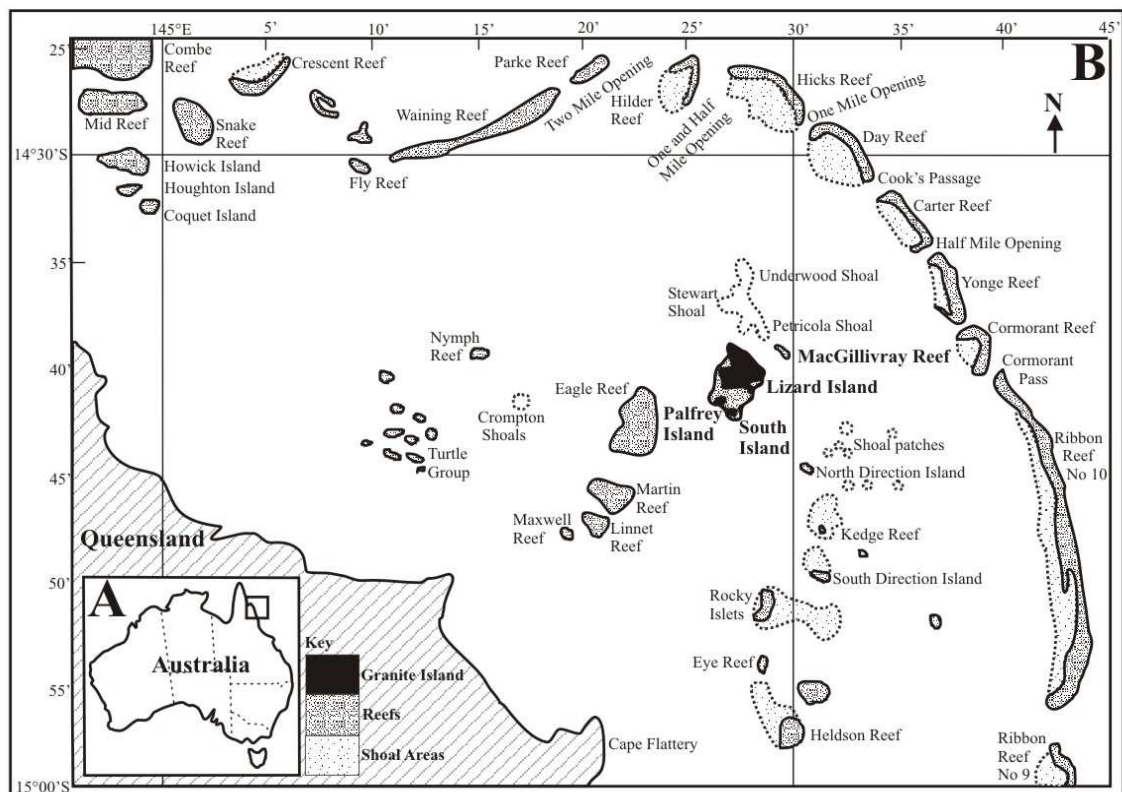 145°E
5'
10'
15'
20'
25'
30'
35'
40'
45'
25'
14°30'S
35'
40'
45'
50'
55'
15°00'S
B
N
Combe
Reef
Crescent Reef
Parke Reef
Two Mile Opening
Hilder
Reef
One and Half
Mile Opening
Hicks Reef
One Mile Opening
Mid Reef
Snake
Reef
Waining Reef
Day Reef
Howick Island
Houghton Island
Coquet Island
Fly Reef
Cook's Passage
Carter Reef
Half Mile Opening
Underwood Shoal
Stewart
Shoal
Petricola Shoal
Yonge Reef
Nymph
Reef
MacGillivray Reef
Cormorant Reef
Cormorant
Pass
Eagle Reef
Lizard Island
Palfrey
Island
South
Island
Crompton
Shoals
Turtle
Group
Shoal patches
North Direction Island
Ribbon
Reef
No 10
Martin
Reef
Maxwell
Reef
Linnet
Reef
Kedge Reef
South Direction Island
Queensland
Rocky
Islets
Eye Reef
Heldson Reef
Cape Flattery
Ribbon
Reef
No 9
A
Australia
Key
Granite Island
Reefs
Shoal Areas